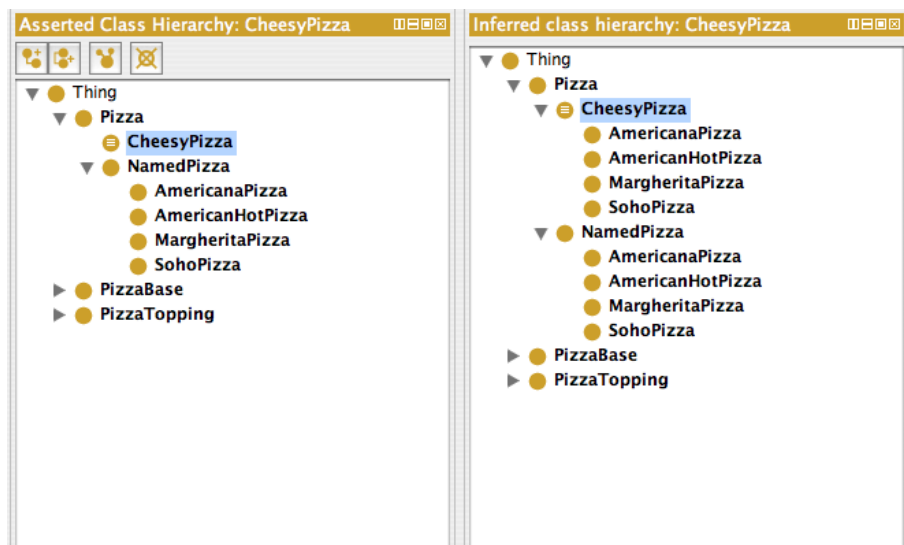 Asserted Class Hierarchy: CheesyPizza
Thing
Pizza
CheesyPizza
NamedPizza
AmericanaPizza
AmericanHotPizza
MargheritaPizza
SohoPizza
PizzaBase
PizzaTopping
Inferred class hierarchy: CheesyPizza
Thing
Pizza
CheesyPizza
AmericanaPizza
AmericanHotPizza
MargheritaPizza
SohoPizza
NamedPizza
AmericanaPizza
AmericanHotPizza
MargheritaPizza
SohoPizza
PizzaBase
PizzaTopping